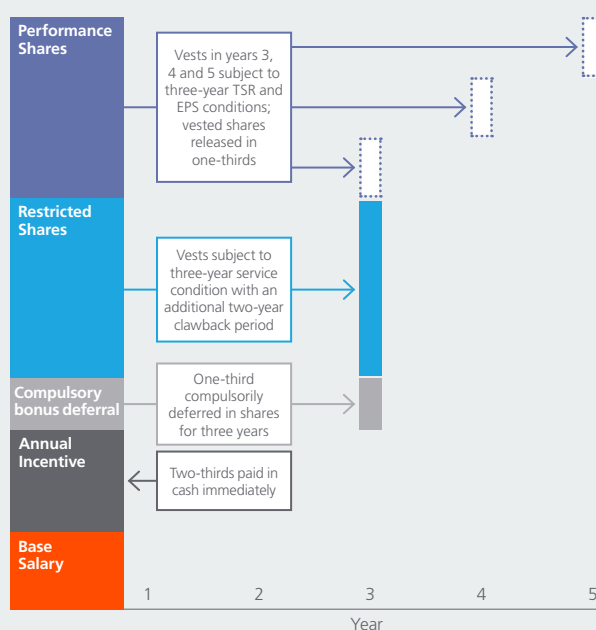 Performance
Shares
Vests in years 3,
4 and 5 subject to
three-year TSR and
EPS conditions;
vested shares
released in
one-thirds
Restricted
Shares
Vests subject to
three-year service
condition with an
additional two-year
clawback period
Compulsory
bonus deferral
One-third
compulsorily
deferred in shares
for three years
Annual
Incentive
Two-thirds paid in
cash immediately
Base
Salary
1 2 3 4 5
Year